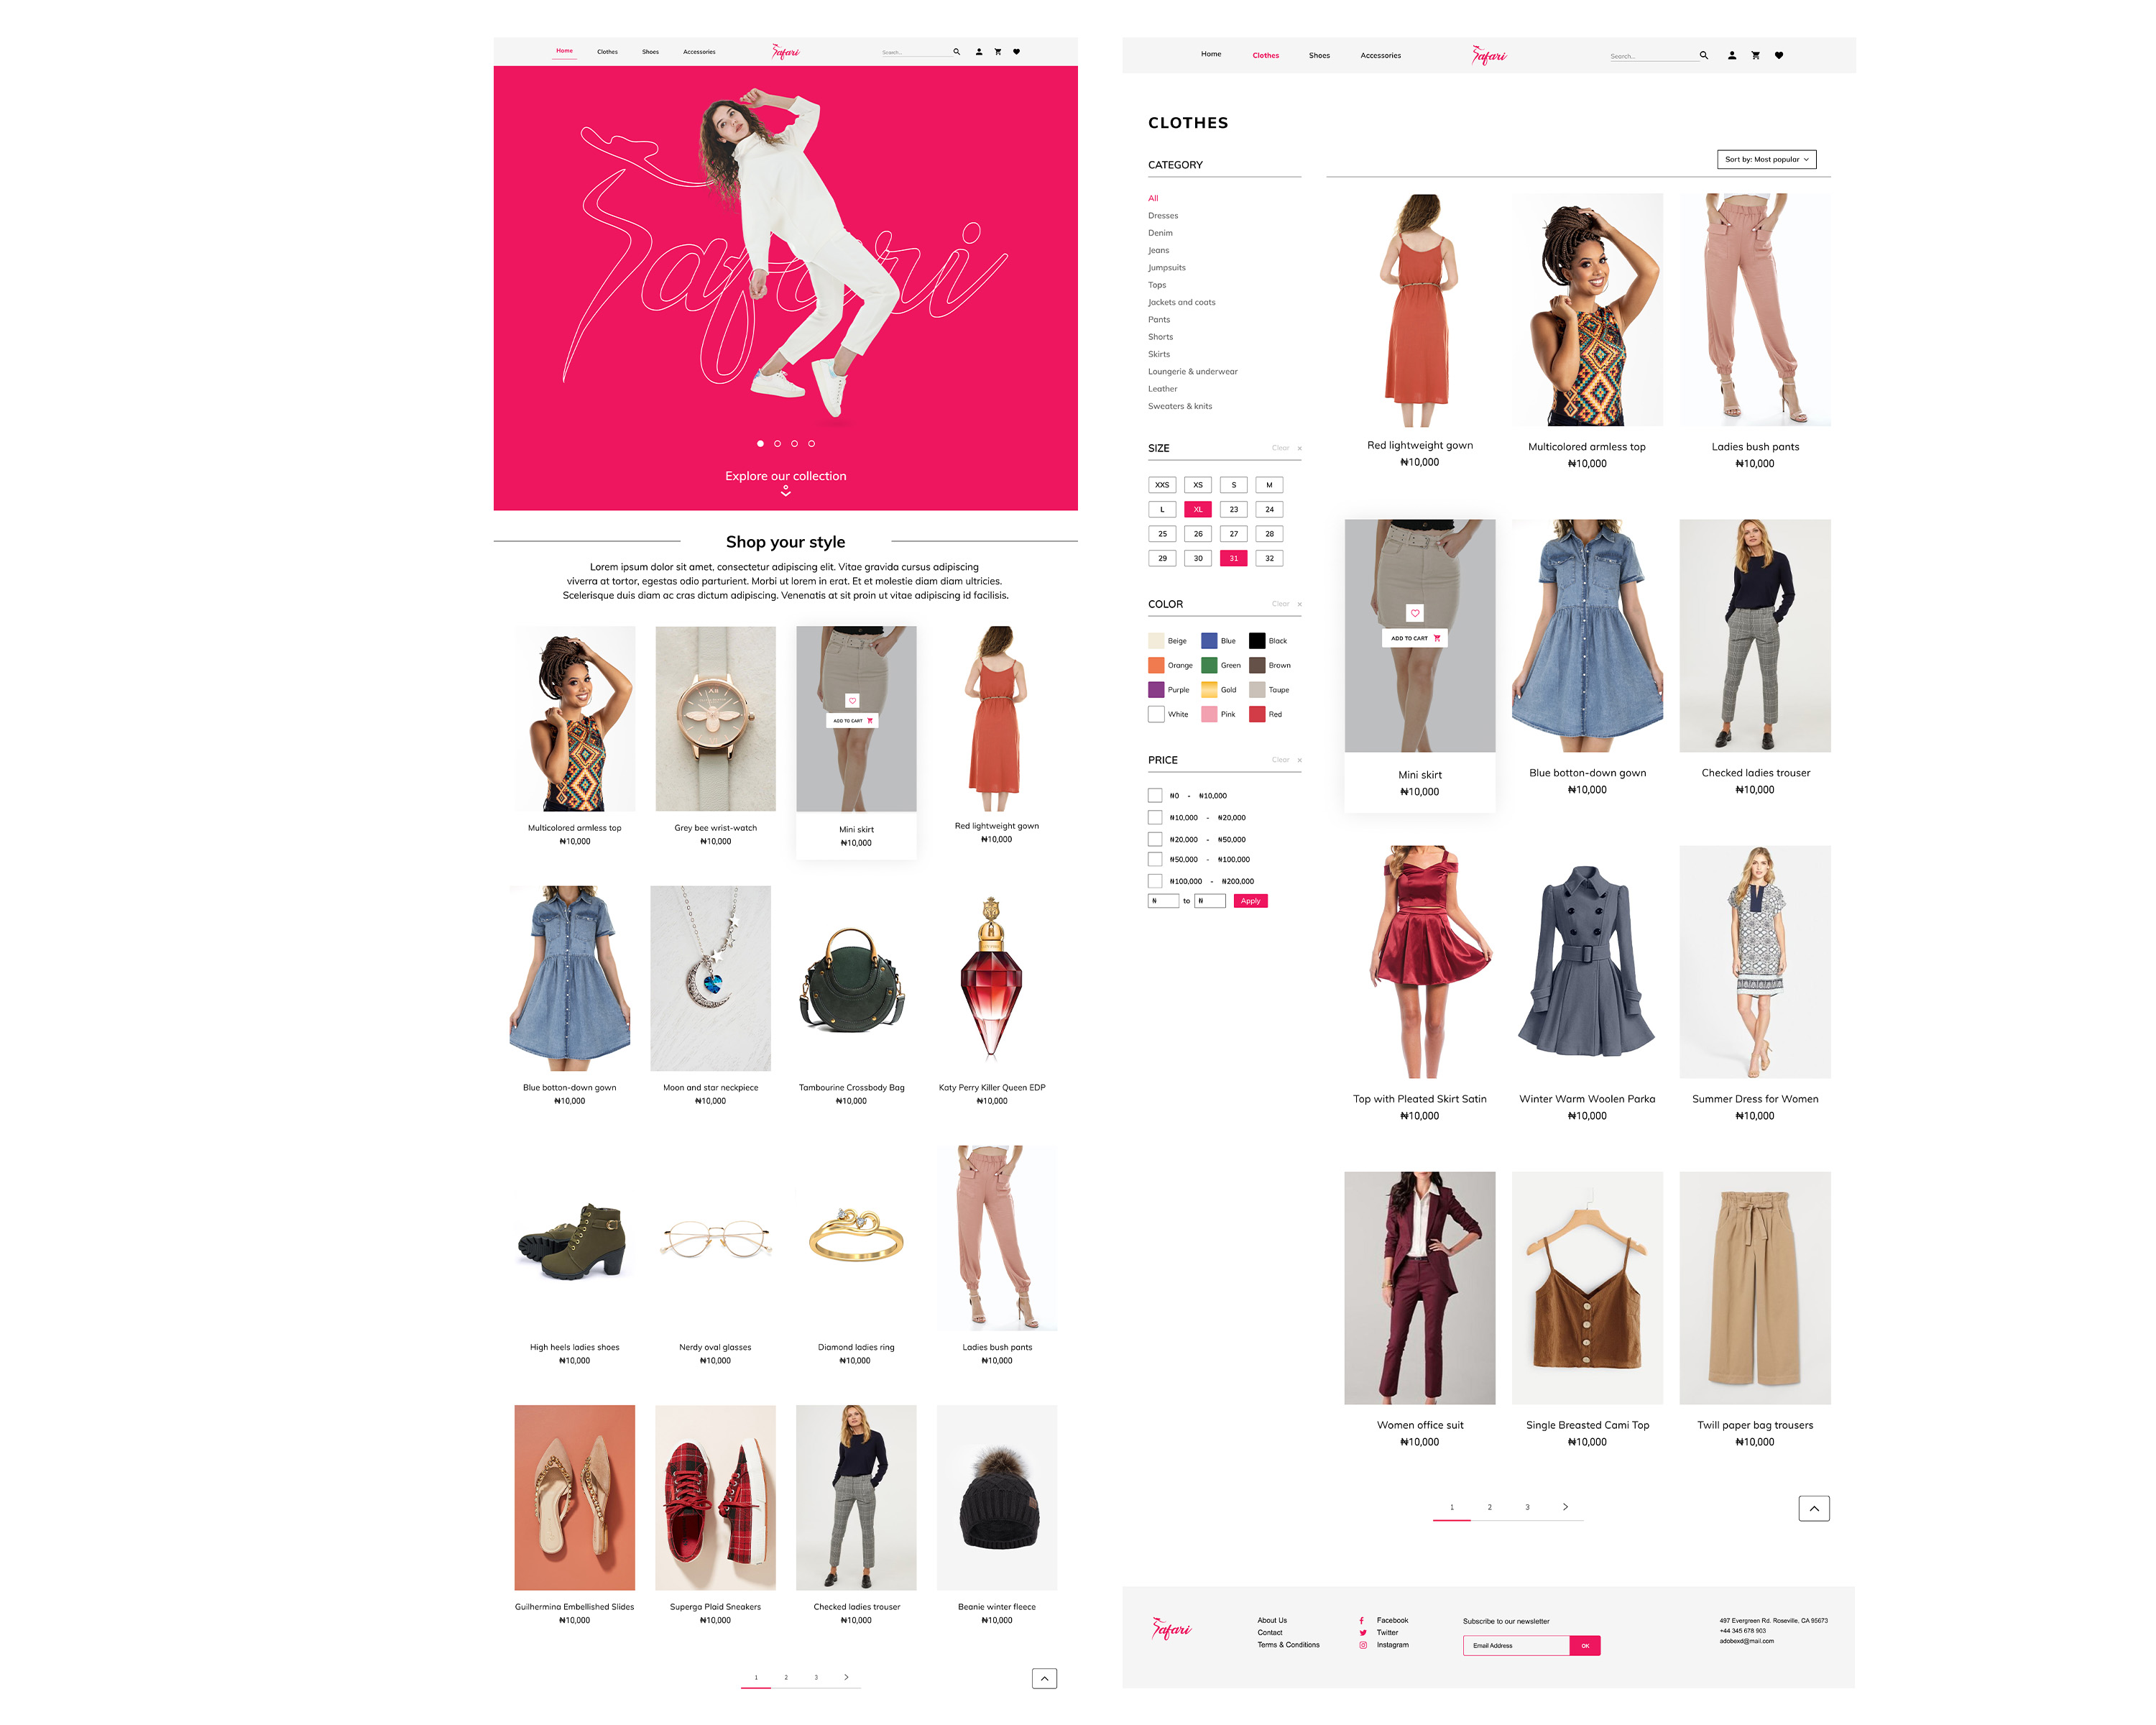 Home Clothes Shoes Accessories Safari Search...
Safari
Explore our collection
Shop your style
Lorem ipsum dolor sit amet, consectetur adipiscing elit. Vitae gravida cursus adipiscing
viverra at tortor, egestas odio parturient. Morbi ut lorem in erat. Et et molestie diam diam ultricies.
Scelerisque duis diam ac cras dictum adipiscing. Venenatis at sit proin ut vitae adipiscing id facilisis.
ADD TO CART
Multicolored armless top
₦10,000
Grey bee wrist-watch
₦10,000
Mini skirt
₦10,000
Red lightweight gown
₦10,000
Blue botton-down gown
₦10,000
Moon and star neckpiece
₦10,000
Tambourine Crossbody Bag
₦10,000
Katy Perry Killer Queen EDP
₦10,000
High heels ladies shoes
₦10,000
Nerdy oval glasses
₦10,000
Diamond ladies ring
₦10,000
Ladies bush pants
₦10,000
Guilhermina Embellished Slides
₦10,000
Superga Plaid Sneakers
₦10,000
Checked ladies trouser
₦10,000
Beanie winter fleece
₦10,000
1 2 3
Home Clothes Shoes Accessories Safari Search...
CLOTHES
CATEGORY
All
Dresses
Denim
Jeans
Jumpsuits
Tops
Jackets and coats
Pants
Shorts
Skirts
Loungerie & underwear
Leather
Sweaters & knits
SIZE Clear ×
XXS XS S M
L XL 23 24
25 26 27 28
29 30 31 32
COLOR Clear ×
Beige Blue Black
Orange Green Brown
Purple Gold Taupe
White Pink Red
PRICE Clear ×
₦0 - ₦10,000
₦10,000 - ₦20,000
₦20,000 - ₦50,000
₦50,000 - ₦100,000
₦100,000 - ₦200,000
₦ to ₦ Apply
Sort by: Most popular
Red lightweight gown
₦10,000
Multicolored armless top
₦10,000
Ladies bush pants
₦10,000
ADD TO CART
Mini skirt
₦10,000
Blue botton-down gown
₦10,000
Checked ladies trouser
₦10,000
Top with Pleated Skirt Satin
₦10,000
Winter Warm Woolen Parka
₦10,000
Summer Dress for Women
₦10,000
Women office suit
₦10,000
Single Breasted Cami Top
₦10,000
Twill paper bag trousers
₦10,000
1 2 3
Safari
About Us
Contact
Terms & Conditions
Facebook
Twitter
Instagram
Subscribe to our newsletter
Email Address OK
497 Evergreen Rd. Roseville, CA 95673
+44 345 678 903
adobexd@mail.com